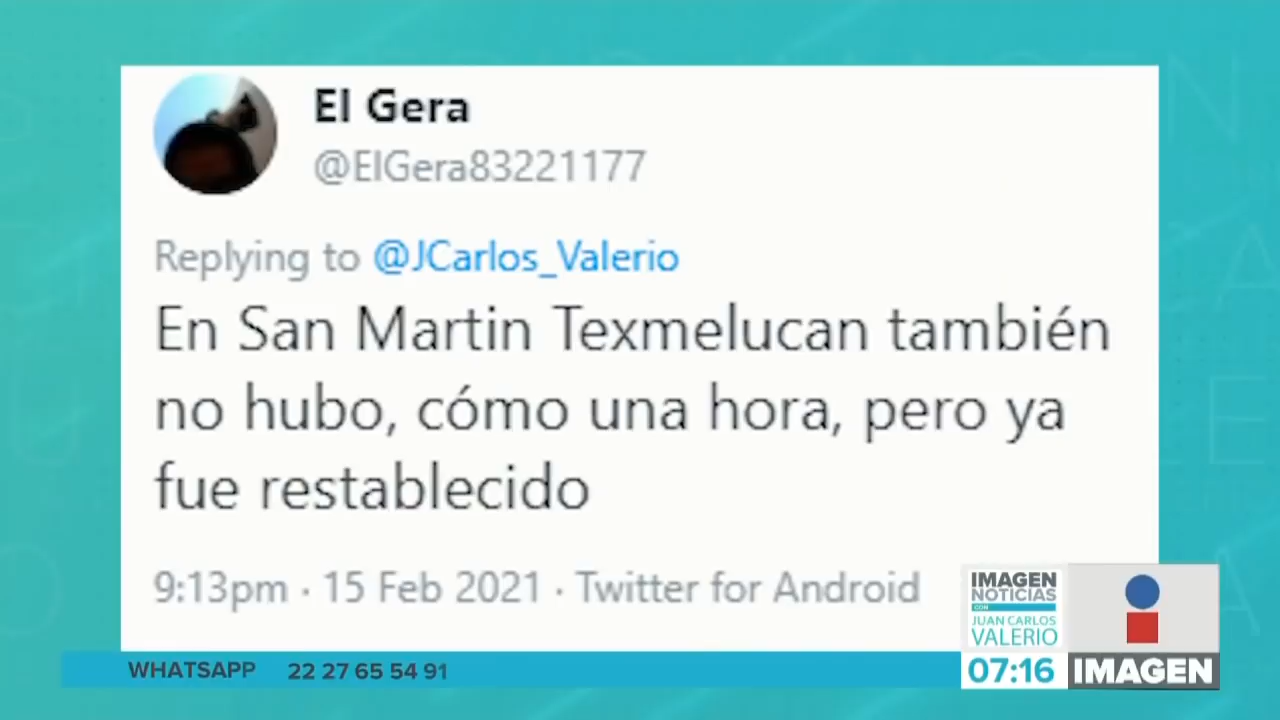 El Gera
@ElGera83221177
Replying to @JCarlos_Valerio
En San Martin Texmelucan también
no hubo, cómo una hora, pero ya
fue restablecido
9:13pm · 15 Feb 2021 · Twitter for Android
IMAGEN
NOTICIAS
CON
JUAN CARLOS
VALERIO
WHATSAPP 22 27 65 54 91
07:16 IMAGEN